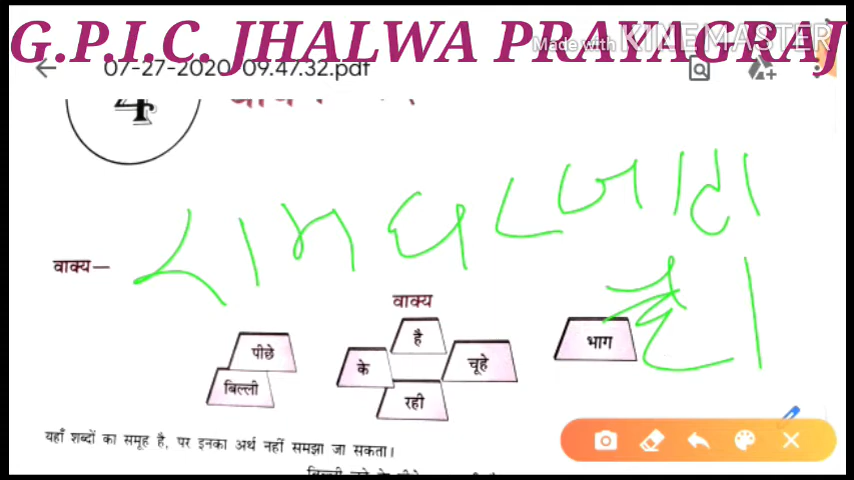 G.P.I.C. JHALWA PRAYAGRAJ
Made with KINEMASTER
07-27-2020 09.47.32.pdf
4
राम घर जाता
है।
वाक्य—
वाक्य
पीछे
बिल्ली
है
के
चूहे
रही
भाग
यहाँ शब्दों का समूह है, पर इनका अर्थ नहीं समझा जा सकता।